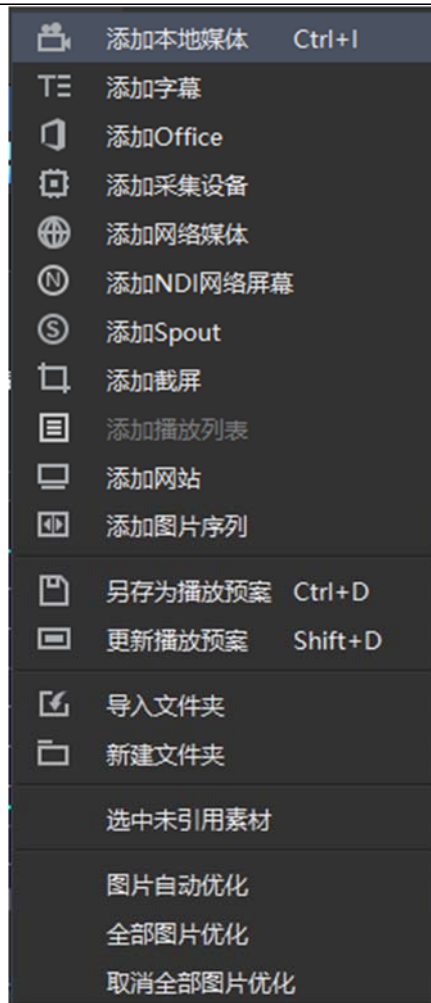 添加本地媒体 Ctrl+I
添加字幕
添加Office
添加采集设备
添加网络媒体
添加NDI网络屏幕
添加Spout
添加截屏
添加播放列表
添加网站
添加图片序列
另存为播放预案 Ctrl+D
更新播放预案 Shift+D
导入文件夹
新建文件夹
选中未引用素材
图片自动优化
全部图片优化
取消全部图片优化